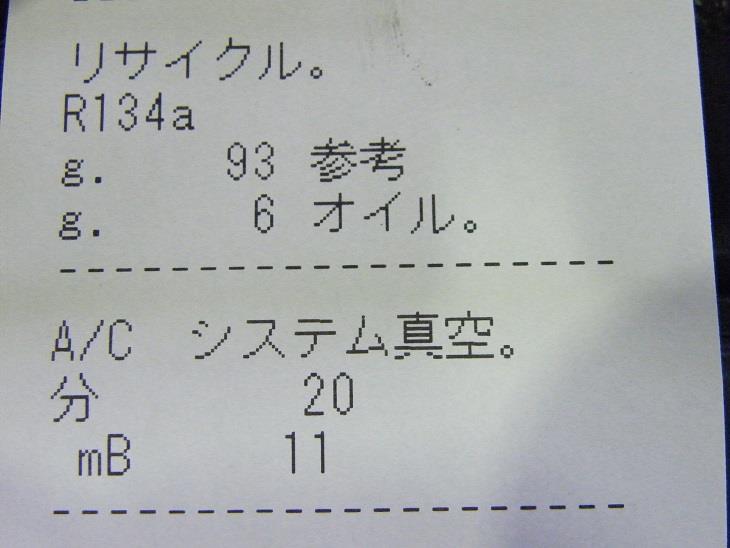 リサイクル。
R134a
g. 93 参考
g. 6 オイル。
--------------------
A/C システム真空。
分 20
mB 11
--------------------